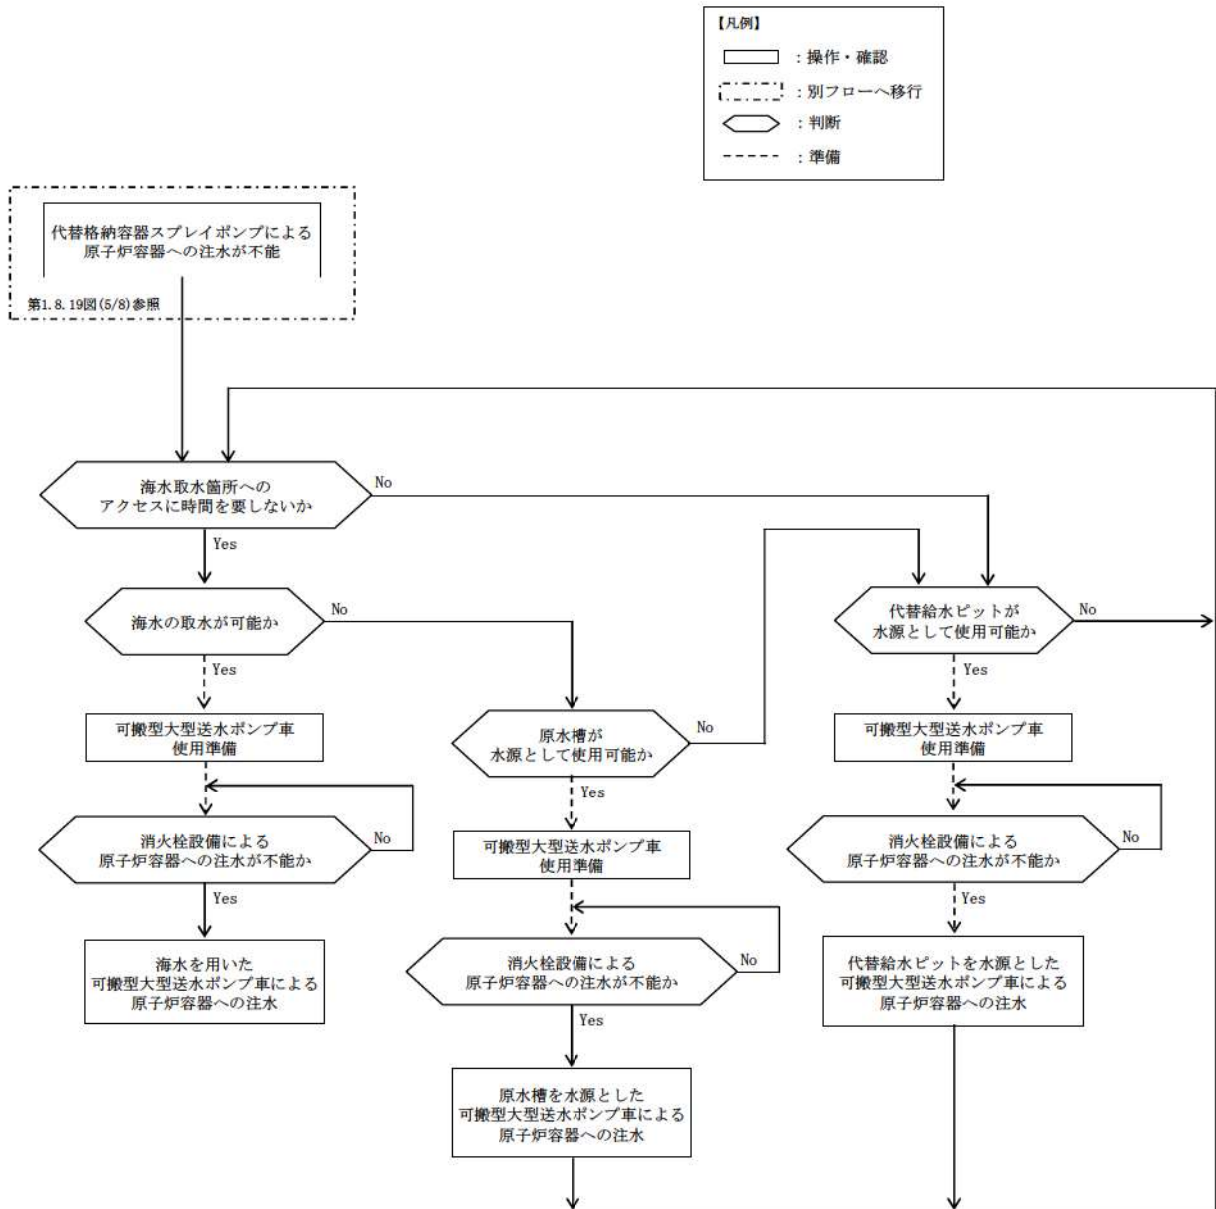 【凡例】
：操作・確認
：別フローへ移行
：判断
：準備
代替格納容器スプレイポンプによる
原子炉容器への注水が不能
第1.8.19図(5/8)参照
海水取水箇所への
アクセスに時間を要しないか
No
Yes
海水の取水が可能か
No
Yes
代替給水ピットが
水源として使用可能か
No
Yes
可搬型大型送水ポンプ車
使用準備
原水槽が
水源として使用可能か
No
Yes
可搬型大型送水ポンプ車
使用準備
消火栓設備による
原子炉容器への注水が不能か
No
Yes
可搬型大型送水ポンプ車
使用準備
消火栓設備による
原子炉容器への注水が不能か
No
Yes
海水を用いた
可搬型大型送水ポンプ車による
原子炉容器への注水
消火栓設備による
原子炉容器への注水が不能か
No
Yes
代替給水ピットを水源とした
可搬型大型送水ポンプ車による
原子炉容器への注水
原水槽を水源とした
可搬型大型送水ポンプ車による
原子炉容器への注水